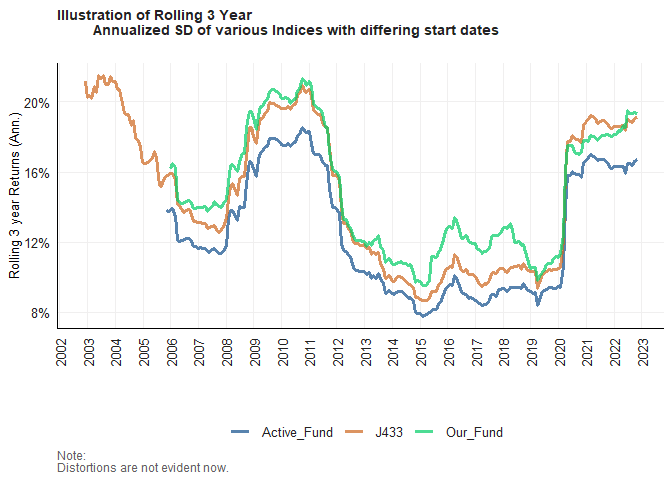 Illustration of Rolling 3 Year
Annualized SD of various Indices with differing start dates
Rolling 3 year Returns (Ann.)
20%
16%
12%
8%
2002 2003 2004 2005 2006 2007 2008 2009 2010 2011 2012 2013 2014 2015 2016 2017 2018 2019 2020 2021 2022 2023
Active_Fund J433 Our_Fund
Note:
Distortions are not evident now.